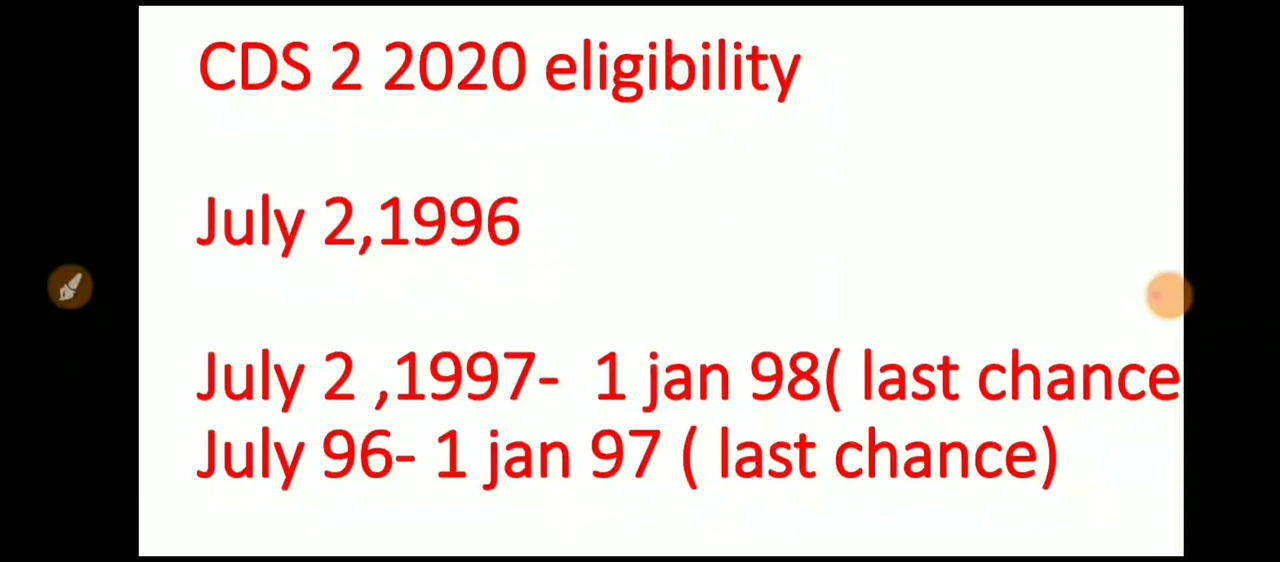 CDS 2 2020 eligibility
July 2,1996
July 2 ,1997- 1 jan 98( last chance
July 96- 1 jan 97 ( last chance)